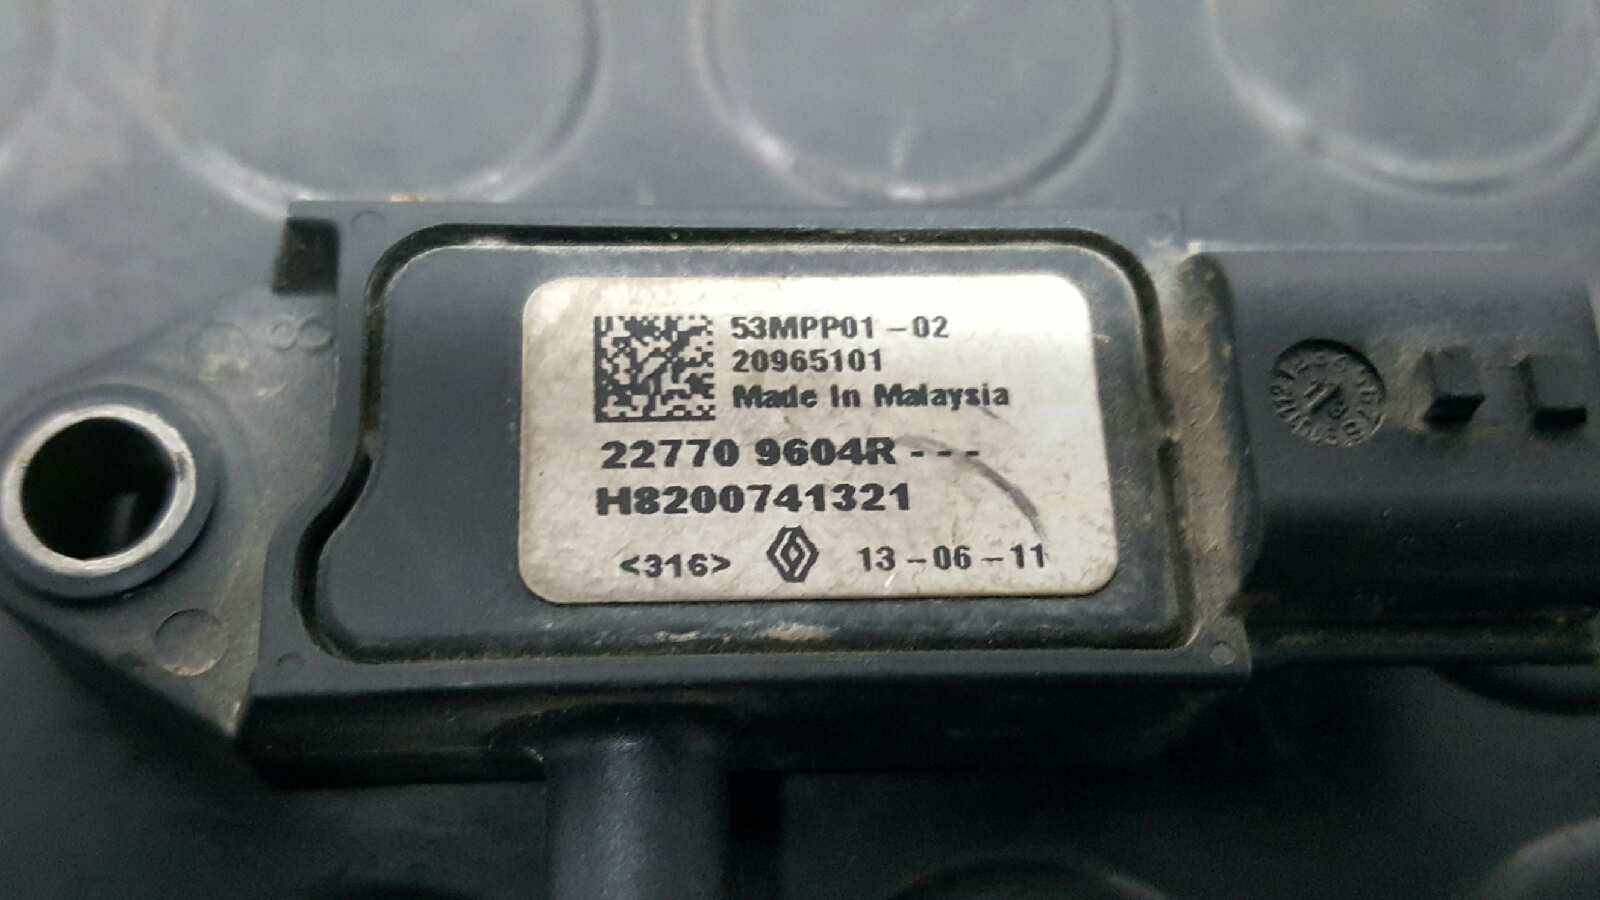 53MPP01-02
20965101
Made In Malaysia
22770 9604R---
H8200741321
<316> 13-06-11